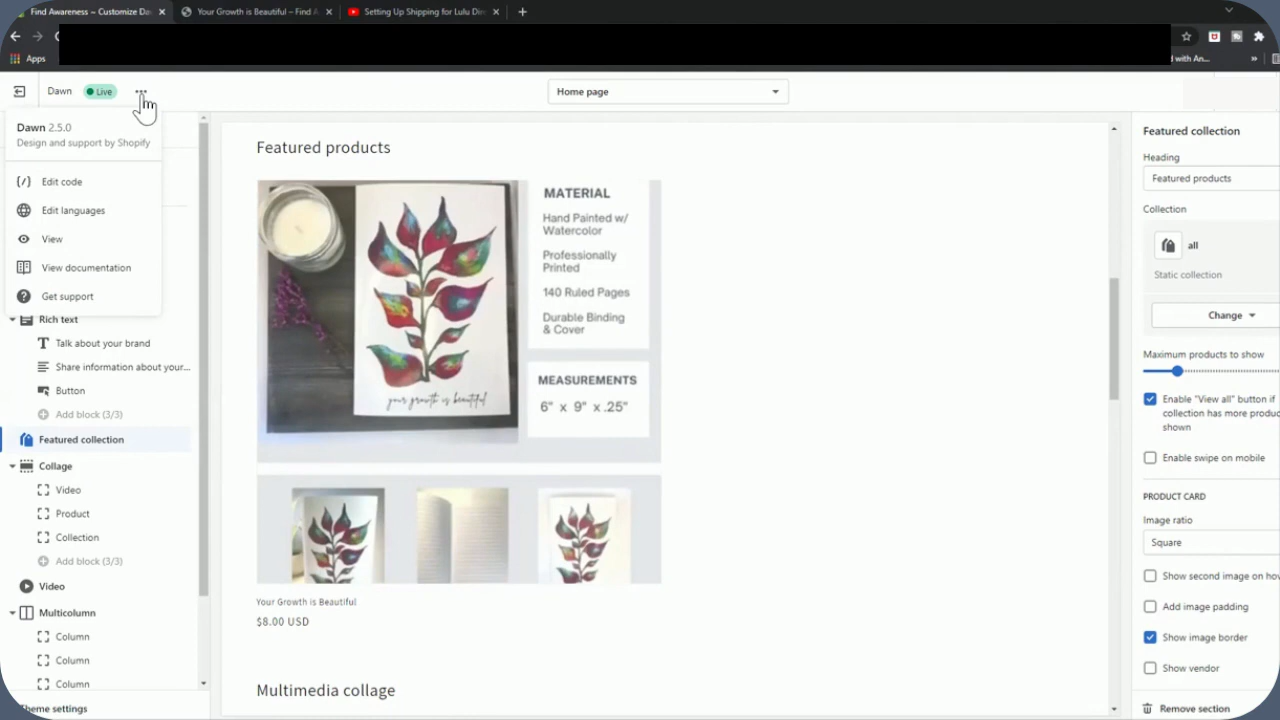 Find Awareness – Customize Da
Your Growth is Beautiful – Find A
Setting Up Shipping for Lulu Dire
Apps
d with An...
Dawn
Live
Home page
Dawn 2.5.0
Design and support by Shopify
Edit code
Edit languages
View
View documentation
Get support
Rich text
Talk about your brand
Share information about your...
Button
Add block (3/3)
Featured collection
Collage
Video
Product
Collection
Add block (3/3)
Video
Multicolumn
Column
Column
Column
Theme settings
Featured products
MATERIAL
Hand Painted w/
Watercolor
Professionally
Printed
140 Ruled Pages
Durable Binding
& Cover
MEASUREMENTS
6" x 9" x .25"
your growth is beautiful
Your Growth is Beautiful
$8.00 USD
Multimedia collage
Featured collection
Heading
Featured products
Collection
all
Static collection
Change
Maximum products to show
Enable "View all" button if
collection has more produc
shown
Enable swipe on mobile
PRODUCT CARD
Image ratio
Square
Show second image on hov
Add image padding
Show image border
Show vendor
Remove section